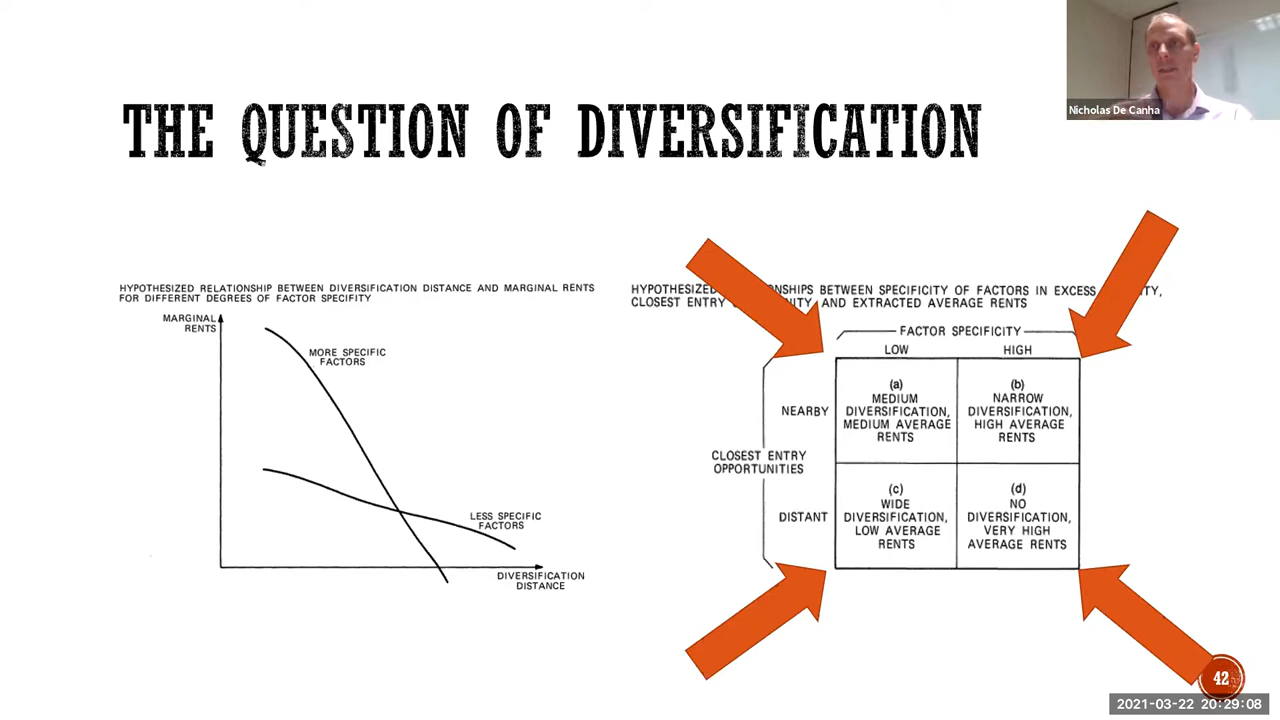 Nicholas De Canha
THE QUESTION OF DIVERSIFICATION
HYPOTHESIZED RELATIONSHIP BETWEEN DIVERSIFICATION DISTANCE AND MARGINAL RENTS
FOR DIFFERENT DEGREES OF FACTOR SPECIFITY
MARGINAL
RENTS
MORE SPECIFIC
FACTORS
LESS SPECIFIC
FACTORS
DIVERSIFICATION
DISTANCE
HYPOTHESIZED BETWEEN SPECIFICITY OF FACTORS IN EXCESS
CLOSEST ENTRY AND EXTRACTED AVERAGE RENTS
FACTOR SPECIFICITY
LOW HIGH
CLOSEST ENTRY
OPPORTUNITIES
NEARBY
(a)
MEDIUM
DIVERSIFICATION,
MEDIUM AVERAGE
RENTS
(b)
NARROW
DIVERSIFICATION,
HIGH AVERAGE
RENTS
DISTANT
(c)
WIDE
DIVERSIFICATION,
LOW AVERAGE
RENTS
(d)
NO
DIVERSIFICATION,
VERY HIGH
AVERAGE RENTS
42
2021-03-22 20:29:08